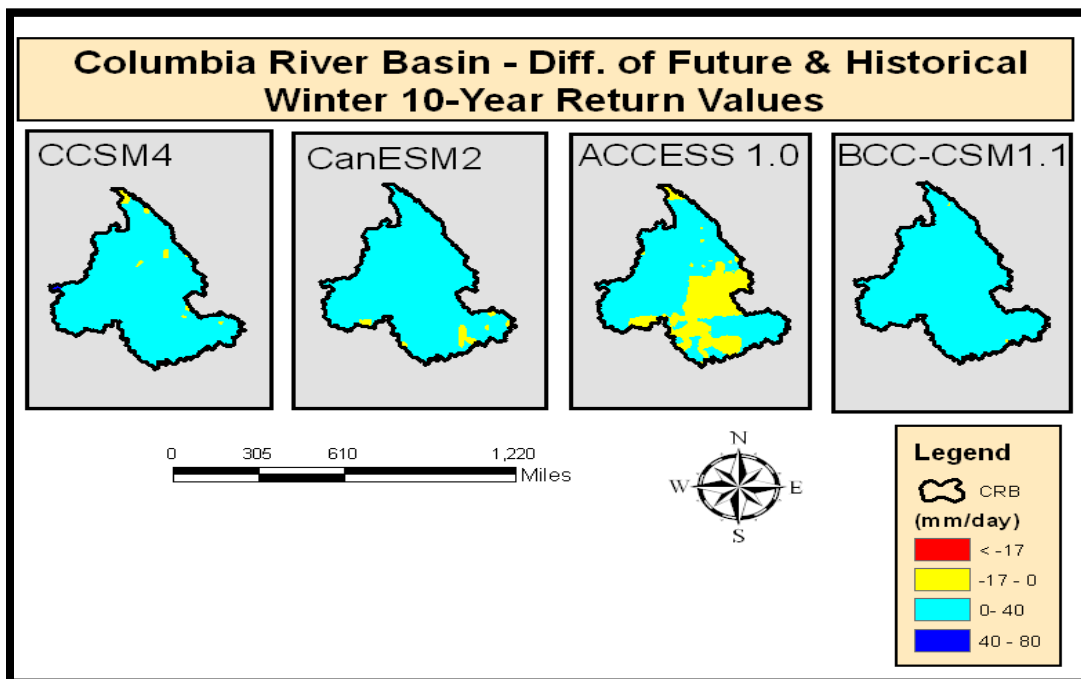 Columbia River Basin - Diff. of Future & Historical
Winter 10-Year Return Values
CCSM4
CanESM2
ACCESS 1.0
BCC-CSM1.1
0 305 610 1,220
Miles
N
W E
S
Legend
CRB
(mm/day)
< -17
-17 - 0
0- 40
40 - 80